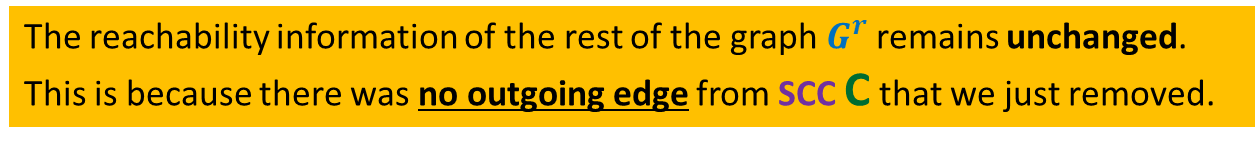 The reachability information of the rest of the graph Gʳ remains unchanged.
This is because there was no outgoing edge from SCC C that we just removed.